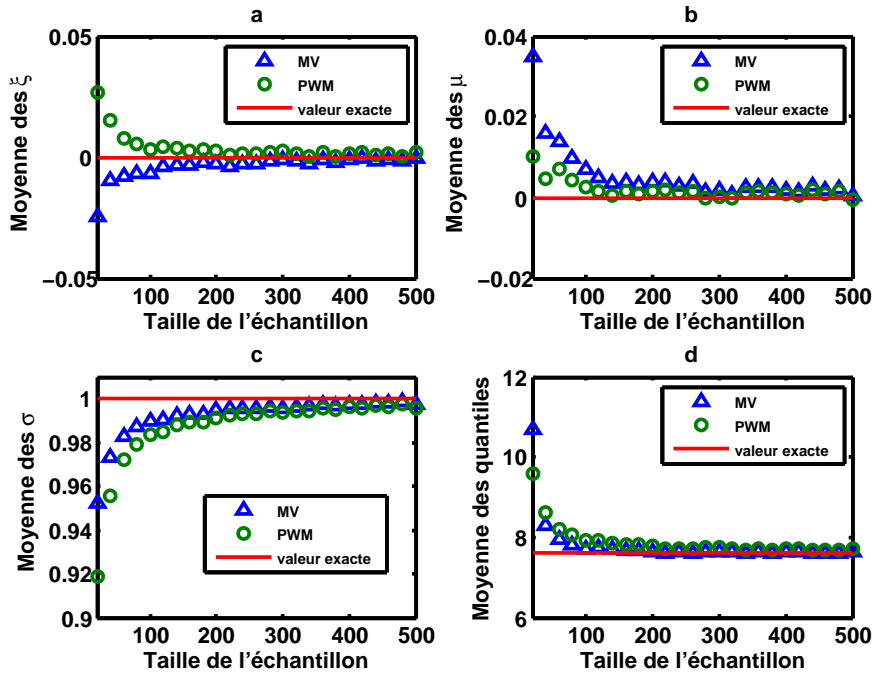 a
Moyenne des ξ
0.05
0
−0.05
100 200 300 400 500
Taille de l’échantillon
MV
PWM
valeur exacte
b
Moyenne des μ
0.04
0.02
0
−0.02
100 200 300 400 500
Taille de l’échantillon
MV
PWM
valeur exacte
c
Moyenne des σ
1
0.98
0.96
0.94
0.92
0.9
100 200 300 400 500
Taille de l’échantillon
MV
PWM
valeur exacte
d
Moyenne des quantiles
12
10
8
6
100 200 300 400 500
Taille de l’échantillon
MV
PWM
valeur exacte